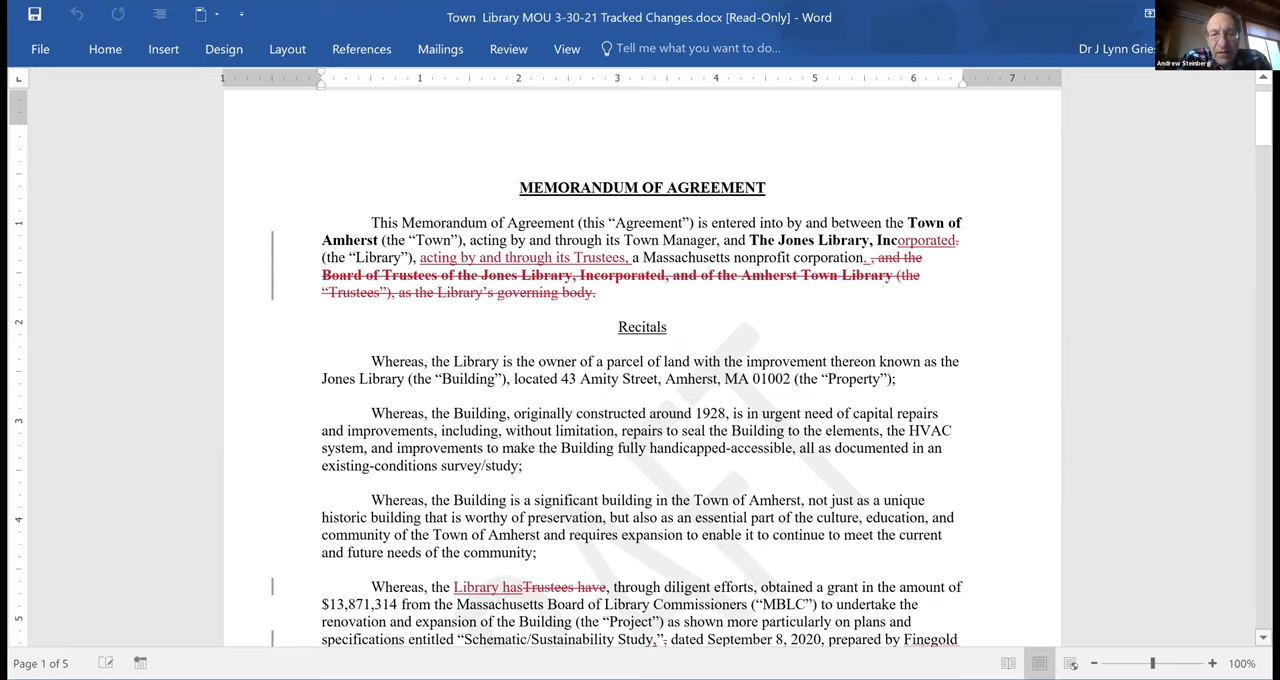 Town Library MOU 3-30-21 Tracked Changes.docx [Read-Only] - Word
File Home Insert Design Layout References Mailings Review View Tell me what you want to do... Dr J Lynn Gries
Andrew Steinberg
1 1 2 3 4 5 6 7
MEMORANDUM OF AGREEMENT
This Memorandum of Agreement (this “Agreement”) is entered into by and between the Town of
1
Amherst (the “Town”), acting by and through its Town Manager, and The Jones Library, Incorporated.
(the “Library”), acting by and through its Trustees, a Massachusetts nonprofit corporation. , and the
Board of Trustees of the Jones Library, Incorporated, and of the Amherst Town Library (the
“Trustees”), as the Library’s governing body.
2
Recitals
Whereas, the Library is the owner of a parcel of land with the improvement thereon known as the
Jones Library (the “Building”), located 43 Amity Street, Amherst, MA 01002 (the “Property”);
Whereas, the Building, originally constructed around 1928, is in urgent need of capital repairs
3
and improvements, including, without limitation, repairs to seal the Building to the elements, the HVAC
system, and improvements to make the Building fully handicapped-accessible, all as documented in an
existing-conditions survey/study;
Whereas, the Building is a significant building in the Town of Amherst, not just as a unique
4
historic building that is worthy of preservation, but also as an essential part of the culture, education, and
community of the Town of Amherst and requires expansion to enable it to continue to meet the current
and future needs of the community;
Whereas, the Library hasTrustees have, through diligent efforts, obtained a grant in the amount of
$13,871,314 from the Massachusetts Board of Library Commissioners (“MBLC”) to undertake the
5
renovation and expansion of the Building (the “Project”) as shown more particularly on plans and
specifications entitled “Schematic/Sustainability Study,”, dated September 8, 2020, prepared by Finegold
Page 1 of 5
100%